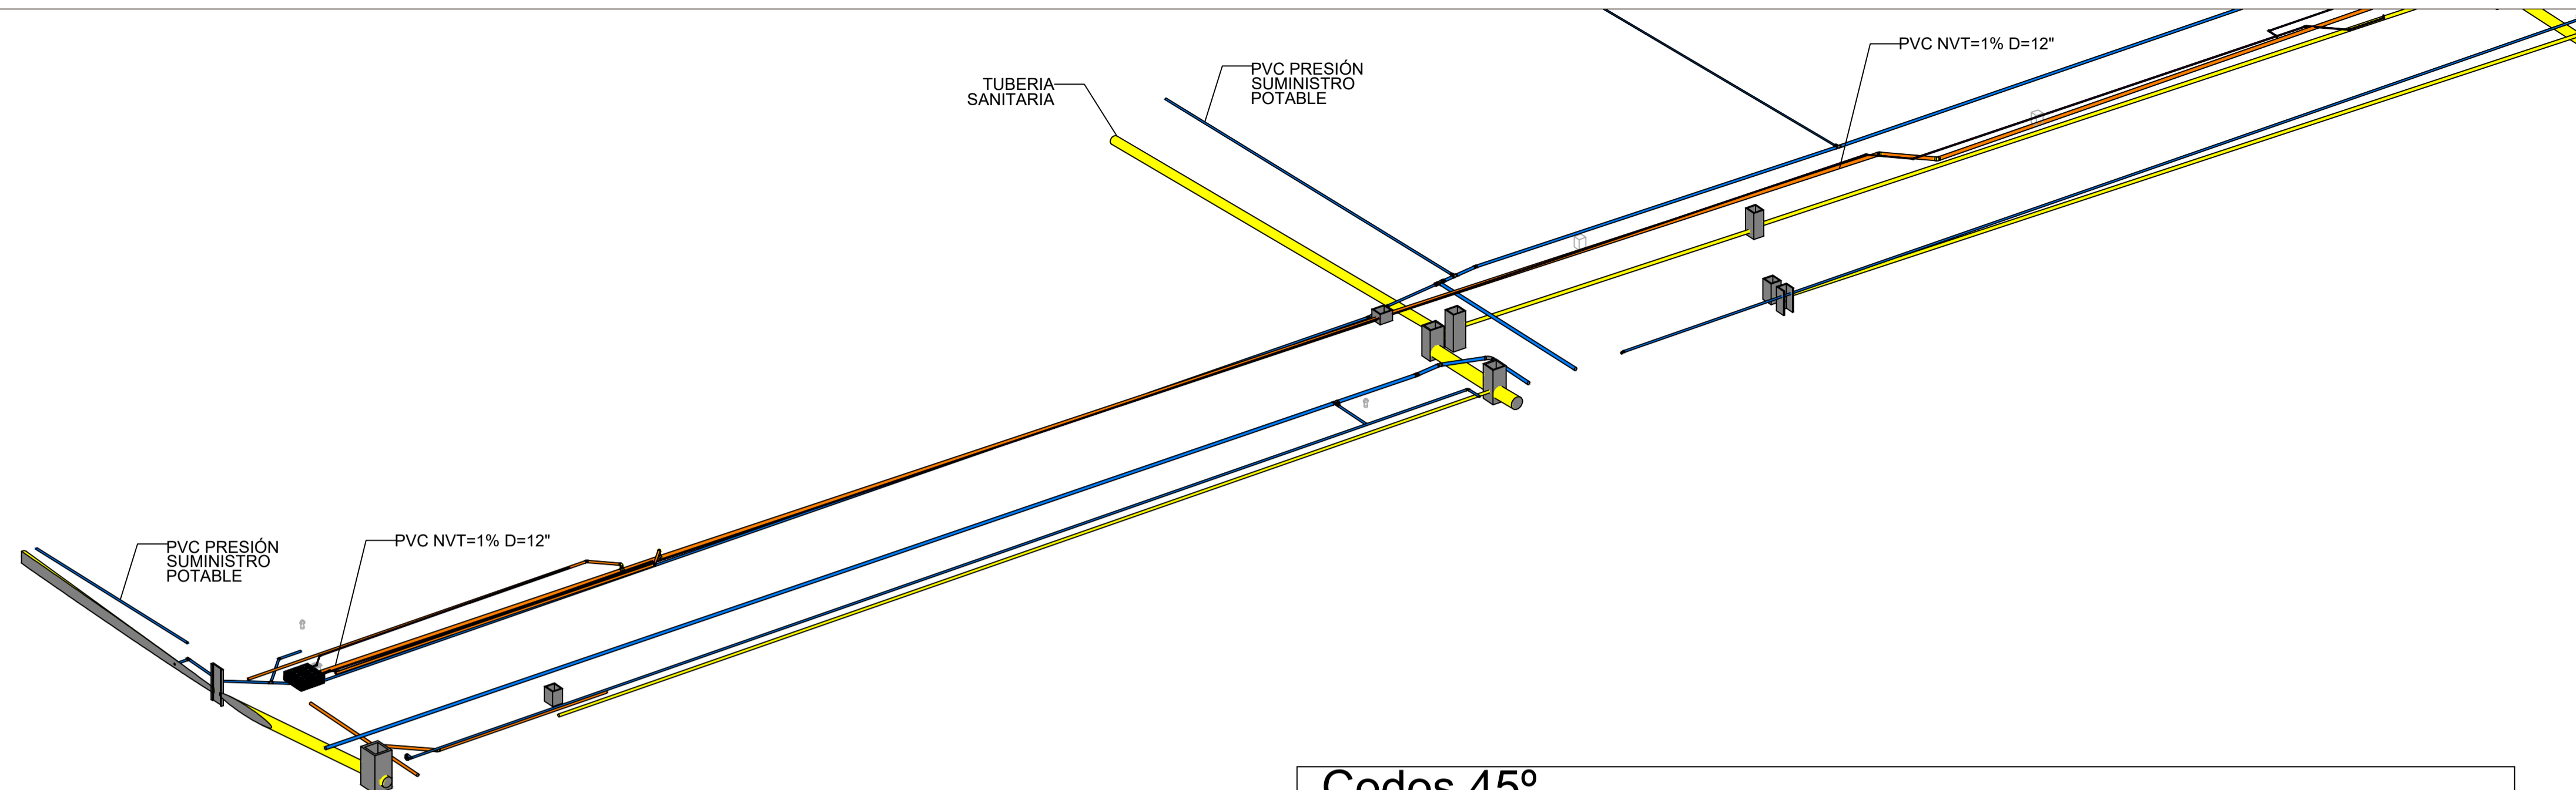 PVC NVT=1% D=12"
TUBERIA
SANITARIA
PVC PRESIÓN
SUMINISTRO
POTABLE
PVC PRESIÓN
SUMINISTRO
POTABLE
PVC NVT=1% D=12"
Codos 45º